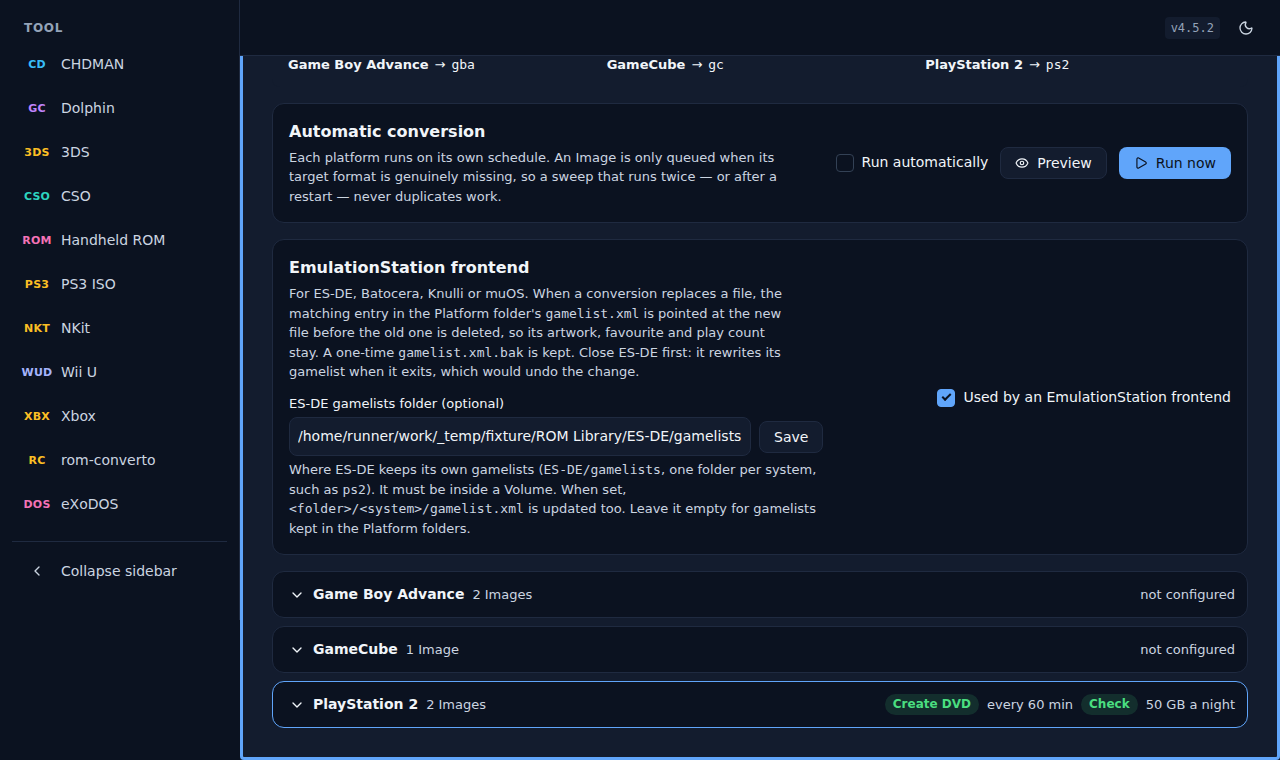 TOOL
CD CHDMAN
GC Dolphin
3DS 3DS
CSO CSO
ROM Handheld ROM
PS3 PS3 ISO
NKT NKit
WUD Wii U
XBX Xbox
RC rom-converto
DOS eXoDOS
Collapse sidebar
v4.5.2
Game Boy Advance → gba
GameCube → gc
PlayStation 2 → ps2
Automatic conversion
Each platform runs on its own schedule. An Image is only queued when its
target format is genuinely missing, so a sweep that runs twice — or after a
restart — never duplicates work.
Run automatically
Preview
Run now
EmulationStation frontend
For ES-DE, Batocera, Knulli or muOS. When a conversion replaces a file, the
matching entry in the Platform folder's gamelist.xml is pointed at the new
file before the old one is deleted, so its artwork, favourite and play count
stay. A one-time gamelist.xml.bak is kept. Close ES-DE first: it rewrites its
gamelist when it exits, which would undo the change.
ES-DE gamelists folder (optional)
/home/runner/work/_temp/fixture/ROM Library/ES-DE/gamelists
Save
Where ES-DE keeps its own gamelists (ES-DE/gamelists, one folder per system,
such as ps2). It must be inside a Volume. When set,
<folder>/<system>/gamelist.xml is updated too. Leave it empty for gamelists
kept in the Platform folders.
Used by an EmulationStation frontend
Game Boy Advance 2 Images not configured
GameCube 1 Image not configured
PlayStation 2 2 Images Create DVD every 60 min Check 50 GB a night